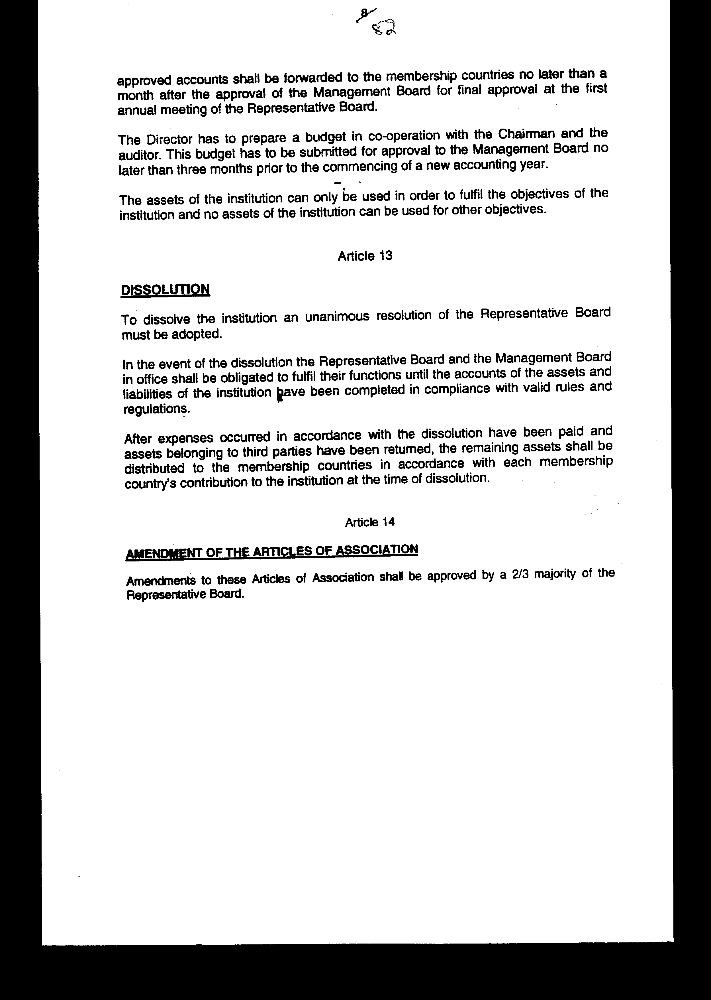 8
82
approved accounts shall be forwarded to the membership countries no later than a
month after the approval of the Management Board for final approval at the first
annual meeting of the Representative Board.
The Director has to prepare a budget in co-operation with the Chairman and the
auditor. This budget has to be submitted for approval to the Management Board no
later than three months prior to the commencing of a new accounting year.
The assets of the institution can only be used in order to fulfil the objectives of the
institution and no assets of the institution can be used for other objectives.
Article 13
DISSOLUTION
To dissolve the institution an unanimous resolution of the Representative Board
must be adopted.
In the event of the dissolution the Representative Board and the Management Board
in office shall be obligated to fulfil their functions until the accounts of the assets and
liabilities of the institution have been completed in compliance with valid rules and
regulations.
After expenses occurred in accordance with the dissolution have been paid and
assets belonging to third parties have been returned, the remaining assets shall be
distributed to the membership countries in accordance with each membership
country's contribution to the institution at the time of dissolution.
Article 14
AMENDMENT OF THE ARTICLES OF ASSOCIATION
Amendments to these Articles of Association shall be approved by a 2/3 majority of the
Representative Board.